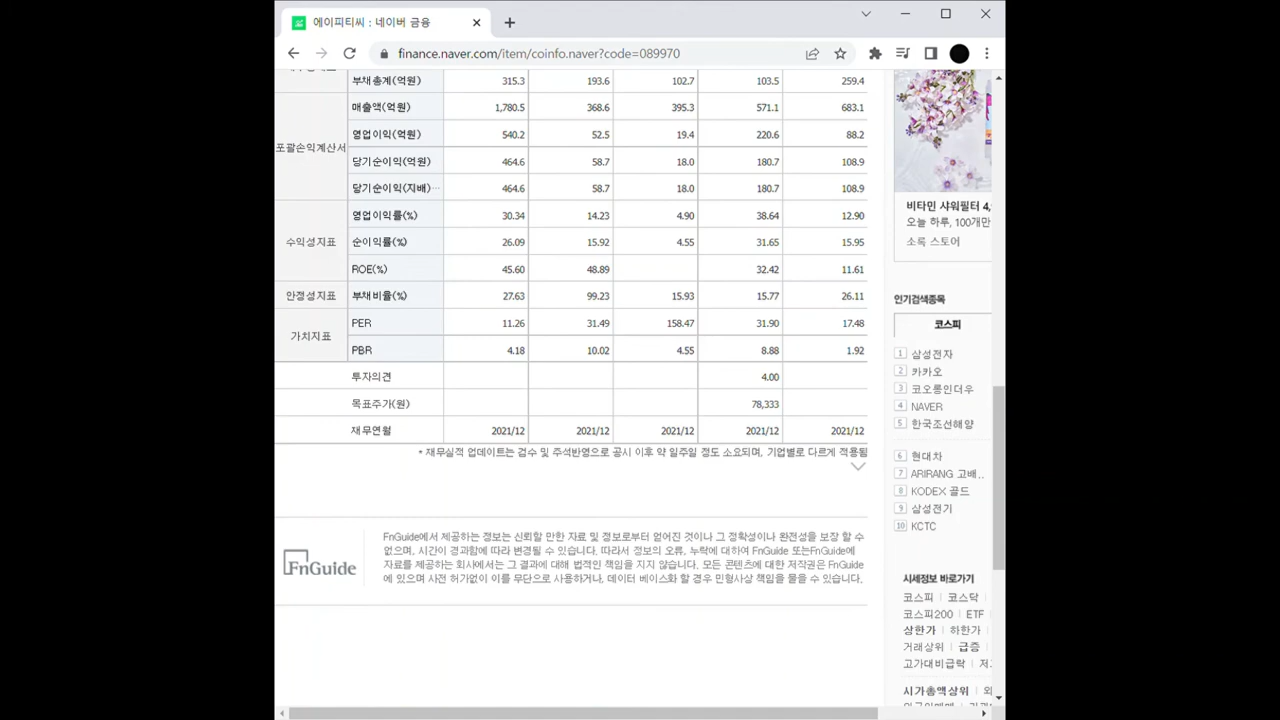 에이피티씨 : 네이버 금융
finance.naver.com/item/coinfo.naver?code=089970
부채총계(억원) 315.3 193.6 102.7 103.5 259.4
매출액(억원) 1,780.5 368.6 395.3 571.1 683.1
영업이익(억원) 540.2 52.5 19.4 220.6 88.2
포괄손익계산서
당기순이익(억원) 464.6 58.7 18.0 180.7 108.9
당기순이익(지배)… 464.6 58.7 18.0 180.7 108.9
영업이익률(%) 30.34 14.23 4.90 38.64 12.90
수익성지표 순이익률(%) 26.09 15.92 4.55 31.65 15.95
ROE(%) 45.60 48.89 32.42 11.61
안정성지표 부채비율(%) 27.63 99.23 15.93 15.77 26.11
가치지표
PER 11.26 31.49 158.47 31.90 17.48
PBR 4.18 10.02 4.55 8.88 1.92
투자의견 4.00
목표주가(원) 78,333
재무연월 2021/12 2021/12 2021/12 2021/12 2021/12
* 재무실적 업데이트는 검수 및 주석반영으로 공시 이후 약 일주일 정도 소요되며, 기업별로 다르게 적용됨
FnGuide
FnGuide에서 제공하는 정보는 신뢰할 만한 자료 및 정보로부터 얻어진 것이나 그 정확성이나 완전성을 보장 할 수
없으며, 시간이 경과함에 따라 변경될 수 있습니다. 따라서 정보의 오류, 누락에 대하여 FnGuide 또는FnGuide에
자료를 제공하는 회사에서는 그 결과에 대해 법적인 책임을 지지 않습니다. 모든 콘텐츠에 대한 저작권은 FnGuide
에 있으며 사전 허가없이 이를 무단으로 사용하거나, 데이터 베이스화 할 경우 민형사상 책임을 물을 수 있습니다.
비타민 샤워필터 4,
오늘 하루, 100개만
소록 스토어
인기검색종목
코스피
1 삼성전자
2 카카오
3 코오롱인더우
4 NAVER
5 한국조선해양
6 현대차
7 ARIRANG 고배..
8 KODEX 골드
9 삼성전기
10 KCTC
시세정보 바로가기
코스피 코스닥
코스피200 ETF
상한가 하한가
거래상위 급증
고가대비급락 저
시가총액상위 외